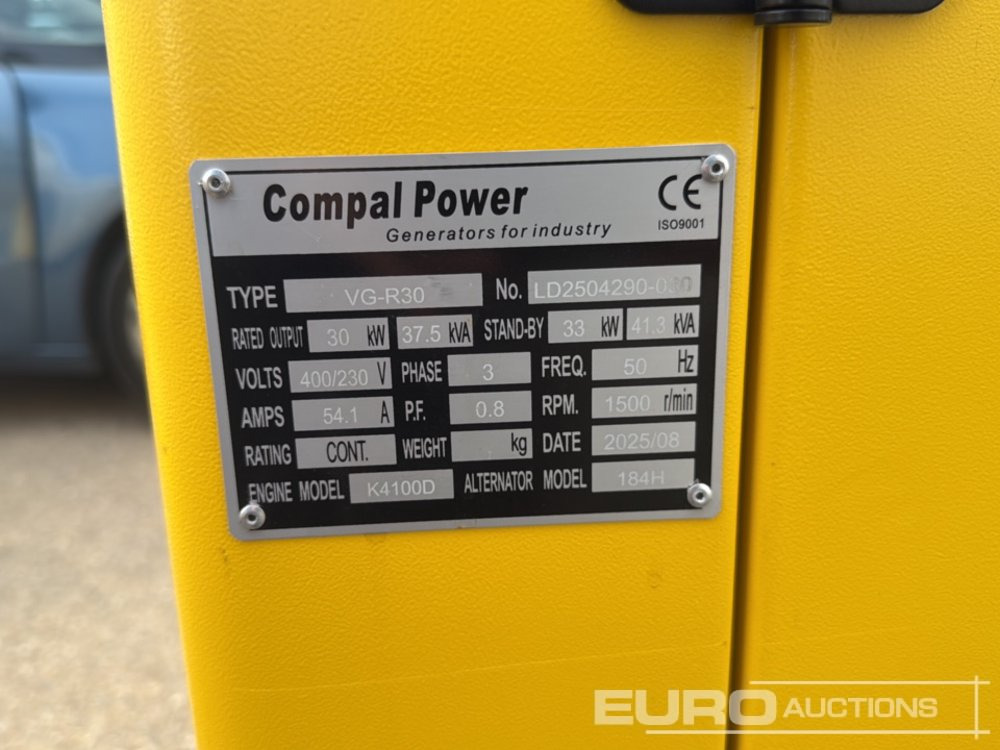 Compal Power
Generators for industry
CE
ISO9001
TYPE VG-R30 No.
RATED OUTPUT 30 kW 37.5 kVA STAND-BY 33 kW 41.3 kVA
VOLTS 400/230 V PHASE 3 FREQ. 50 Hz
AMPS 54.1 A P.F. 0.8 RPM. 1500 r/min
RATING CONT. WEIGHT kg DATE 2025/08
ENGINE MODEL K4100D ALTERNATOR MODEL 184H
EURO AUCTIONS